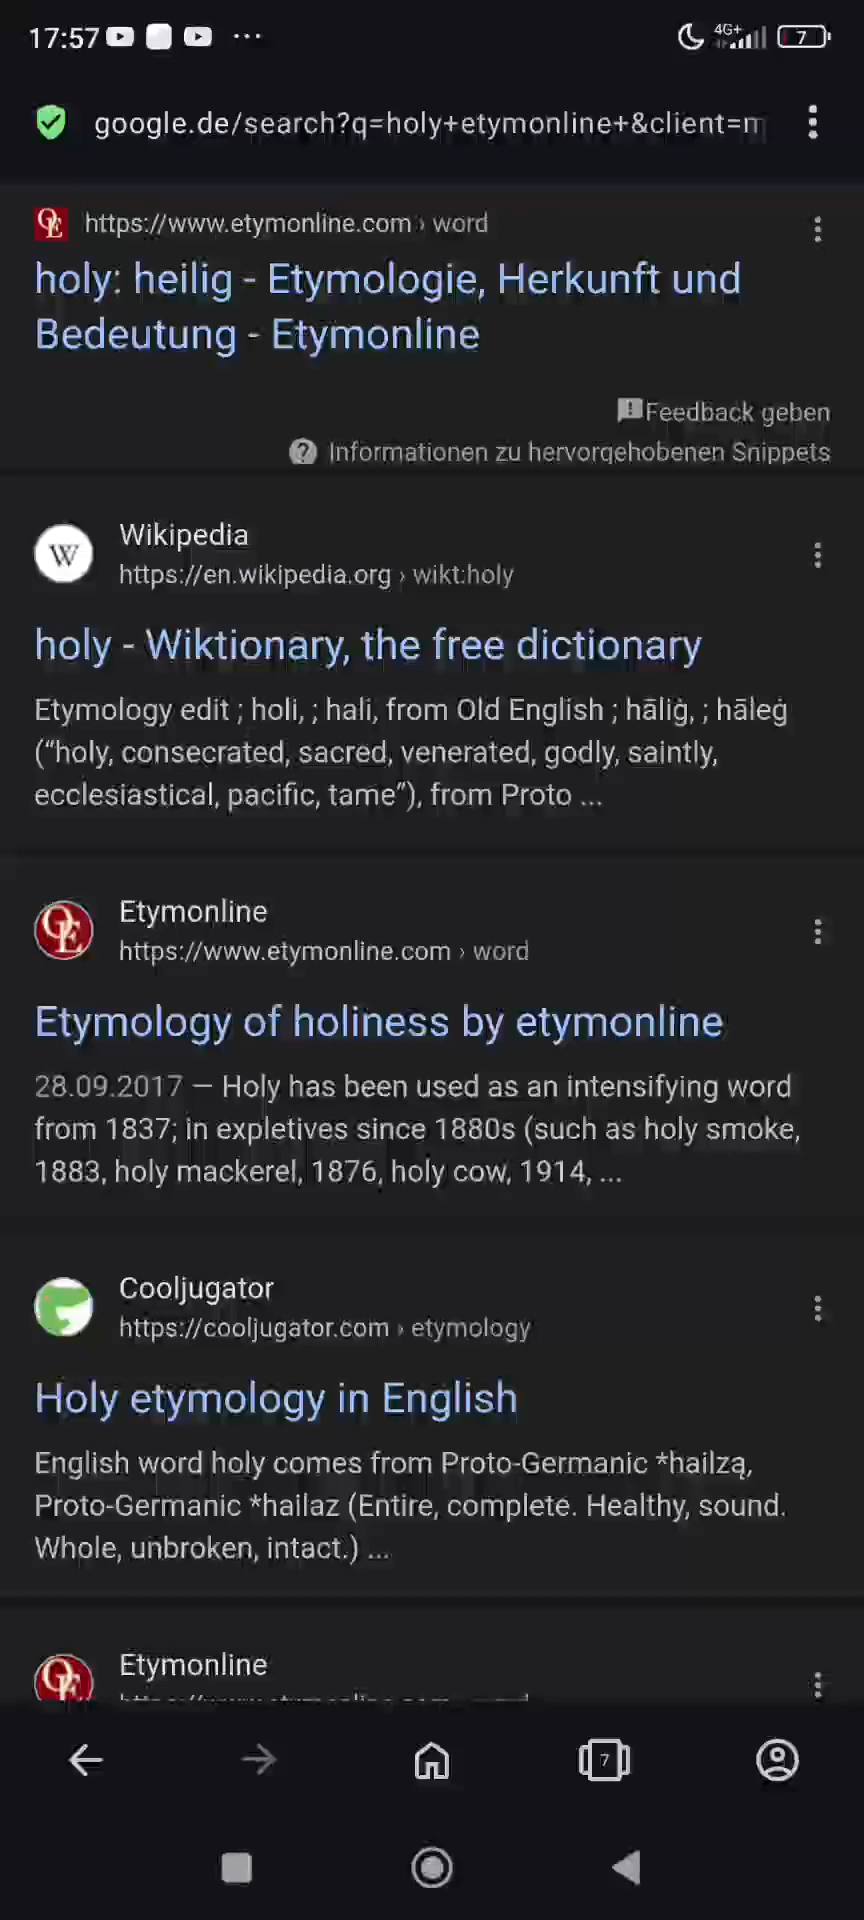 17:57
4G+
7
google.de/search?q=holy+etymonline+&client=m
https://www.etymonline.com › word
holy: heilig - Etymologie, Herkunft und
Bedeutung - Etymonline
Feedback geben
Informationen zu hervorgehobenen Snippets
Wikipedia
W
https://en.wikipedia.org › wikt:holy
holy - Wiktionary, the free dictionary
Etymology edit ; holi, ; hali, from Old English ; hāliġ, ; hāleġ
(“holy, consecrated, sacred, venerated, godly, saintly,
ecclesiastical, pacific, tame”), from Proto ...
Etymonline
https://www.etymonline.com › word
Etymology of holiness by etymonline
28.09.2017 — Holy has been used as an intensifying word
from 1837; in expletives since 1880s (such as holy smoke,
1883, holy mackerel, 1876, holy cow, 1914, ...
Cooljugator
https://cooljugator.com › etymology
Holy etymology in English
English word holy comes from Proto-Germanic *hailzą,
Proto-Germanic *hailaz (Entire, complete. Healthy, sound.
Whole, unbroken, intact.) ...
Etymonline
7